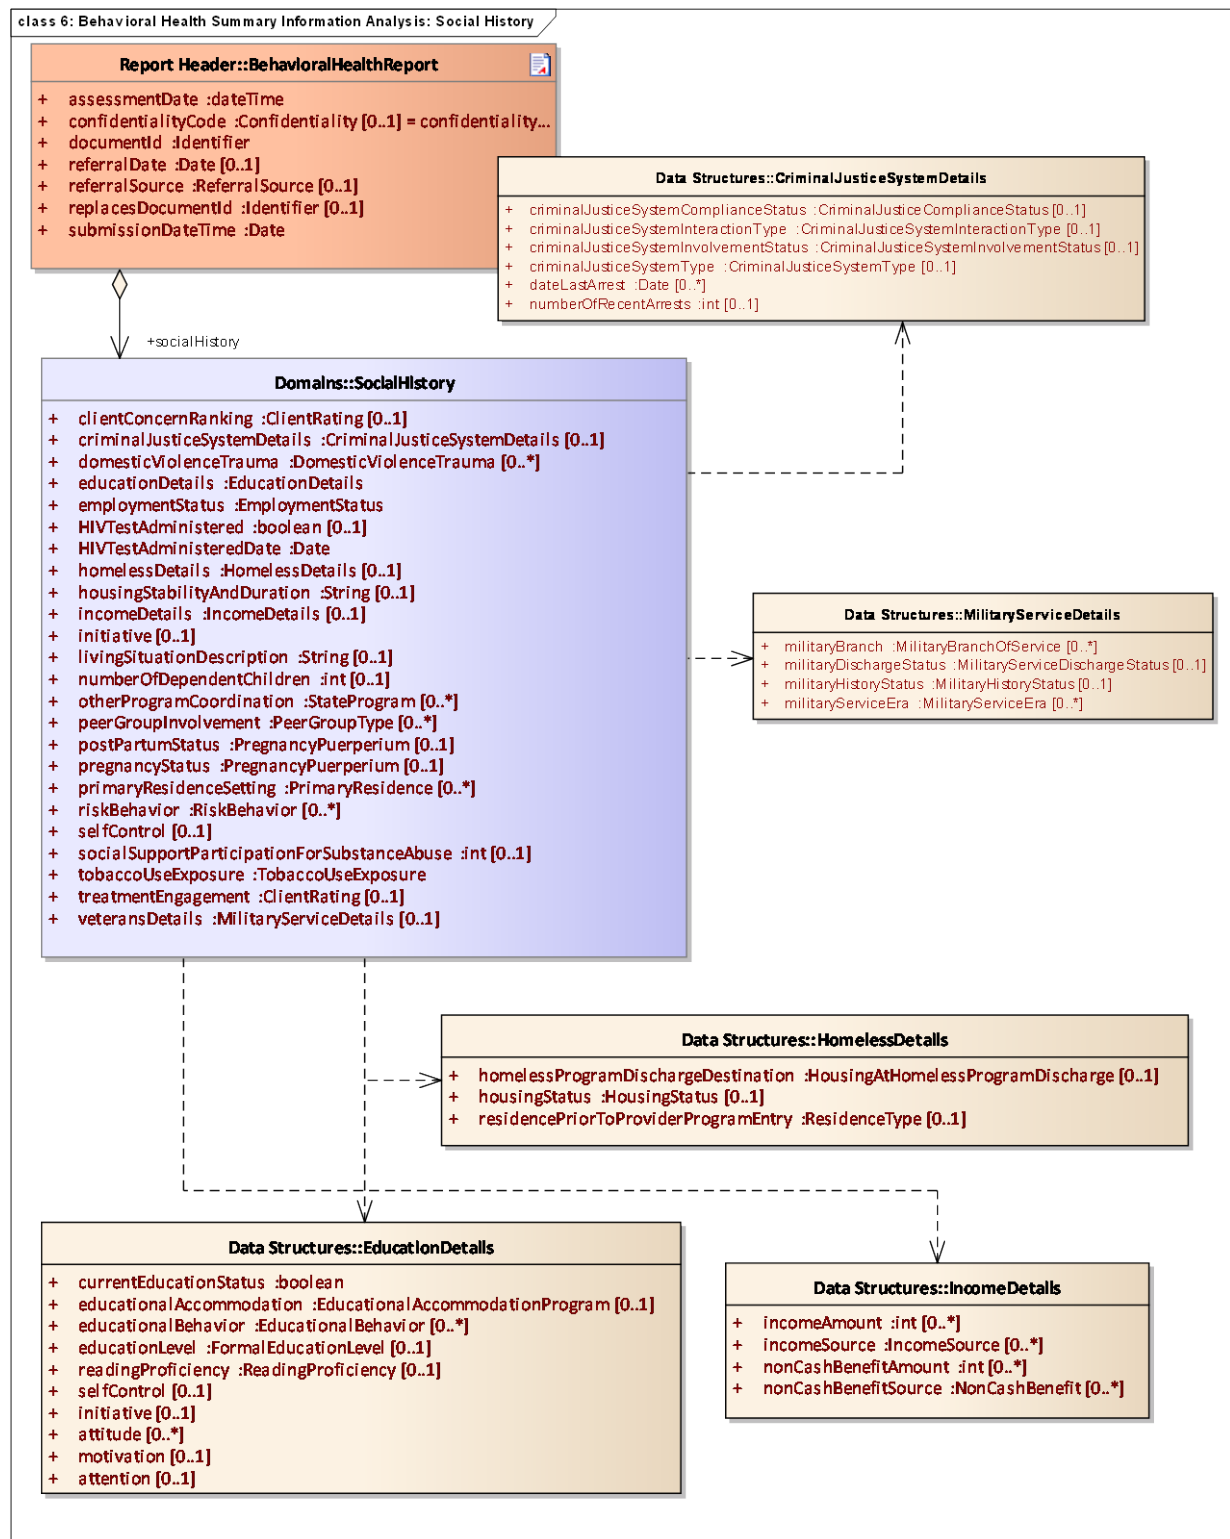 class 6: Behavioral Health Summary Information Analysis: Social History
Report Header::BehavioralHealthReport
+ assessmentDate :dateTime
+ confidentialityCode :Confidentiality [0..1] = confidentiality...
+ documentId :Identifier
+ referralDate :Date [0..1]
+ referralSource :ReferralSource [0..1]
+ replacesDocumentId :Identifier [0..1]
+ submissionDateTime :Date
Data Structures::CriminalJusticeSystemDetails
+ criminalJusticeSystemComplianceStatus :CriminalJusticeComplianceStatus [0..1]
+ criminalJusticeSystemInteractionType :CriminalJusticeSystemInteractionType [0..1]
+ criminalJusticeSystemInvolvementStatus :CriminalJusticeSystemInvolvementStatus [0..1]
+ criminalJusticeSystemType :CriminalJusticeSystemType [0..1]
+ dateLastArrest :Date [0..*]
+ numberOfRecentArrests :int [0..1]
+socialHistory
Domains::SocialHistory
+ clientConcernRanking :ClientRating [0..1]
+ criminalJusticeSystemDetails :CriminalJusticeSystemDetails [0..1]
+ domesticViolenceTrauma :DomesticViolenceTrauma [0..*]
+ educationDetails :EducationDetails
+ employmentStatus :EmploymentStatus
+ HIVTestAdministered :boolean [0..1]
+ HIVTestAdministeredDate :Date
+ homelessDetails :HomelessDetails [0..1]
+ housingStabilityAndDuration :String [0..1]
+ incomeDetails :IncomeDetails [0..1]
+ initiative [0..1]
+ livingSituationDescription :String [0..1]
+ numberOfDependentChildren :int [0..1]
+ otherProgramCoordination :StateProgram [0..*]
+ peerGroupInvolvement :PeerGroupType [0..*]
+ postPartumStatus :PregnancyPuerperium [0..1]
+ pregnancyStatus :PregnancyPuerperium [0..1]
+ primaryResidenceSetting :PrimaryResidence [0..*]
+ riskBehavior :RiskBehavior [0..*]
+ selfControl [0..1]
+ socialSupportParticipationForSubstanceAbuse :int [0..1]
+ tobaccoUseExposure :TobaccoUseExposure
+ treatmentEngagement :ClientRating [0..1]
+ veteransDetails :MilitaryServiceDetails [0..1]
Data Structures::MilitaryServiceDetails
+ militaryBranch :MilitaryBranchOfService [0..*]
+ militaryDischargeStatus :MilitaryServiceDischargeStatus [0..1]
+ militaryHistoryStatus :MilitaryHistoryStatus [0..1]
+ militaryServiceEra :MilitaryServiceEra [0..*]
Data Structures::HomelessDetails
+ homelessProgramDischargeDestination :HousingAtHomelessProgramDischarge [0..1]
+ housingStatus :HousingStatus [0..1]
+ residencePriorToProviderProgramEntry :ResidenceType [0..1]
Data Structures::EducationDetails
+ currentEducationStatus :boolean
+ educationalAccommodation :EducationalAccommodationProgram [0..1]
+ educationalBehavior :EducationalBehavior [0..*]
+ educationLevel :FormalEducationLevel [0..1]
+ readingProficiency :ReadingProficiency [0..1]
+ selfControl [0..1]
+ initiative [0..1]
+ attitude [0..*]
+ motivation [0..1]
+ attention [0..1]
Data Structures::IncomeDetails
+ incomeAmount :int [0..*]
+ incomeSource :IncomeSource [0..*]
+ nonCashBenefitAmount :int [0..*]
+ nonCashBenefitSource :NonCashBenefit [0..*]